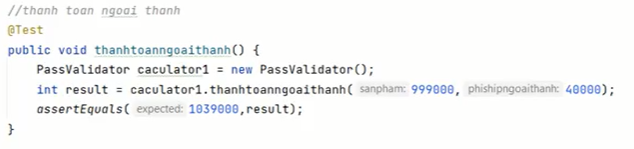 //thanh toan ngoai thanh
@Test
public void thanhtoanngoaithanh() {
PassValidator caculator1 = new PassValidator();
int result = caculator1.thanhtoanngoaithanh( sanpham: 999000, phishipngoaithanh: 40000);
assertEquals( expected: 1039000,result);
}